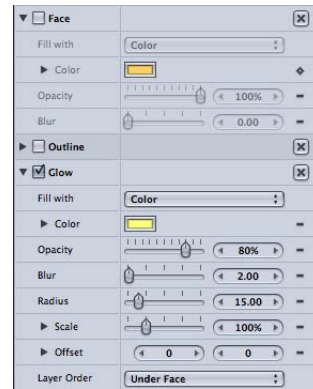 Face
Fill with Color
Color
Opacity 100%
Blur 0.00
Outline
Glow
Fill with Color
Color
Opacity 80%
Blur 2.00
Radius 15.00
Scale 100%
Offset 0 0
Layer Order Under Face